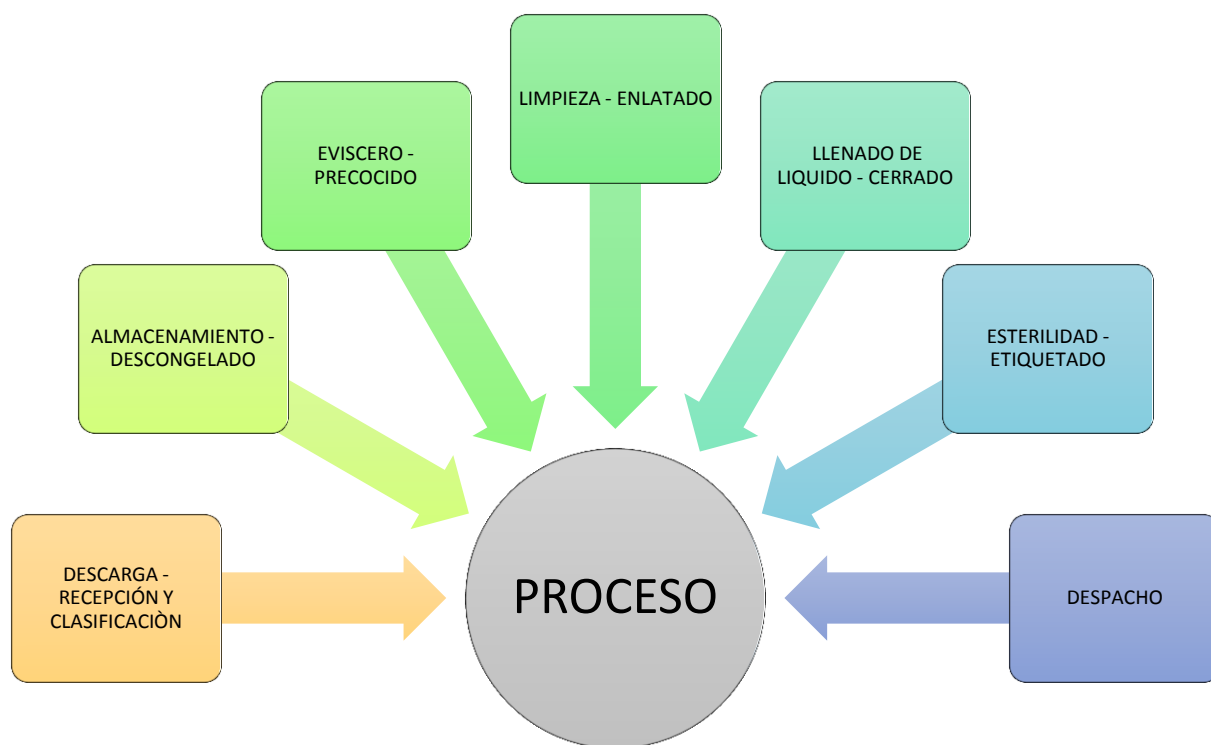 DESCARGA -
RECEPCIÓN Y
CLASIFICACIÒN
ALMACENAMIENTO -
DESCONGELADO
EVISCERO -
PRECOCIDO
LIMPIEZA - ENLATADO
LLENADO DE
LIQUIDO - CERRADO
ESTERILIDAD -
ETIQUETADO
DESPACHO
PROCESO